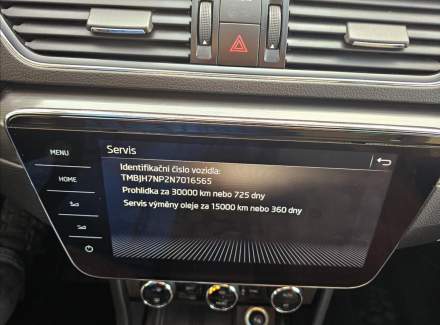 MENU
HOME
Servis
Identifikační číslo vozidla:
TMBJH7NP2N7016565
Prohlídka za 30000 km nebo 725 dny
Servis výměny oleje za 15000 km nebo 360 dny